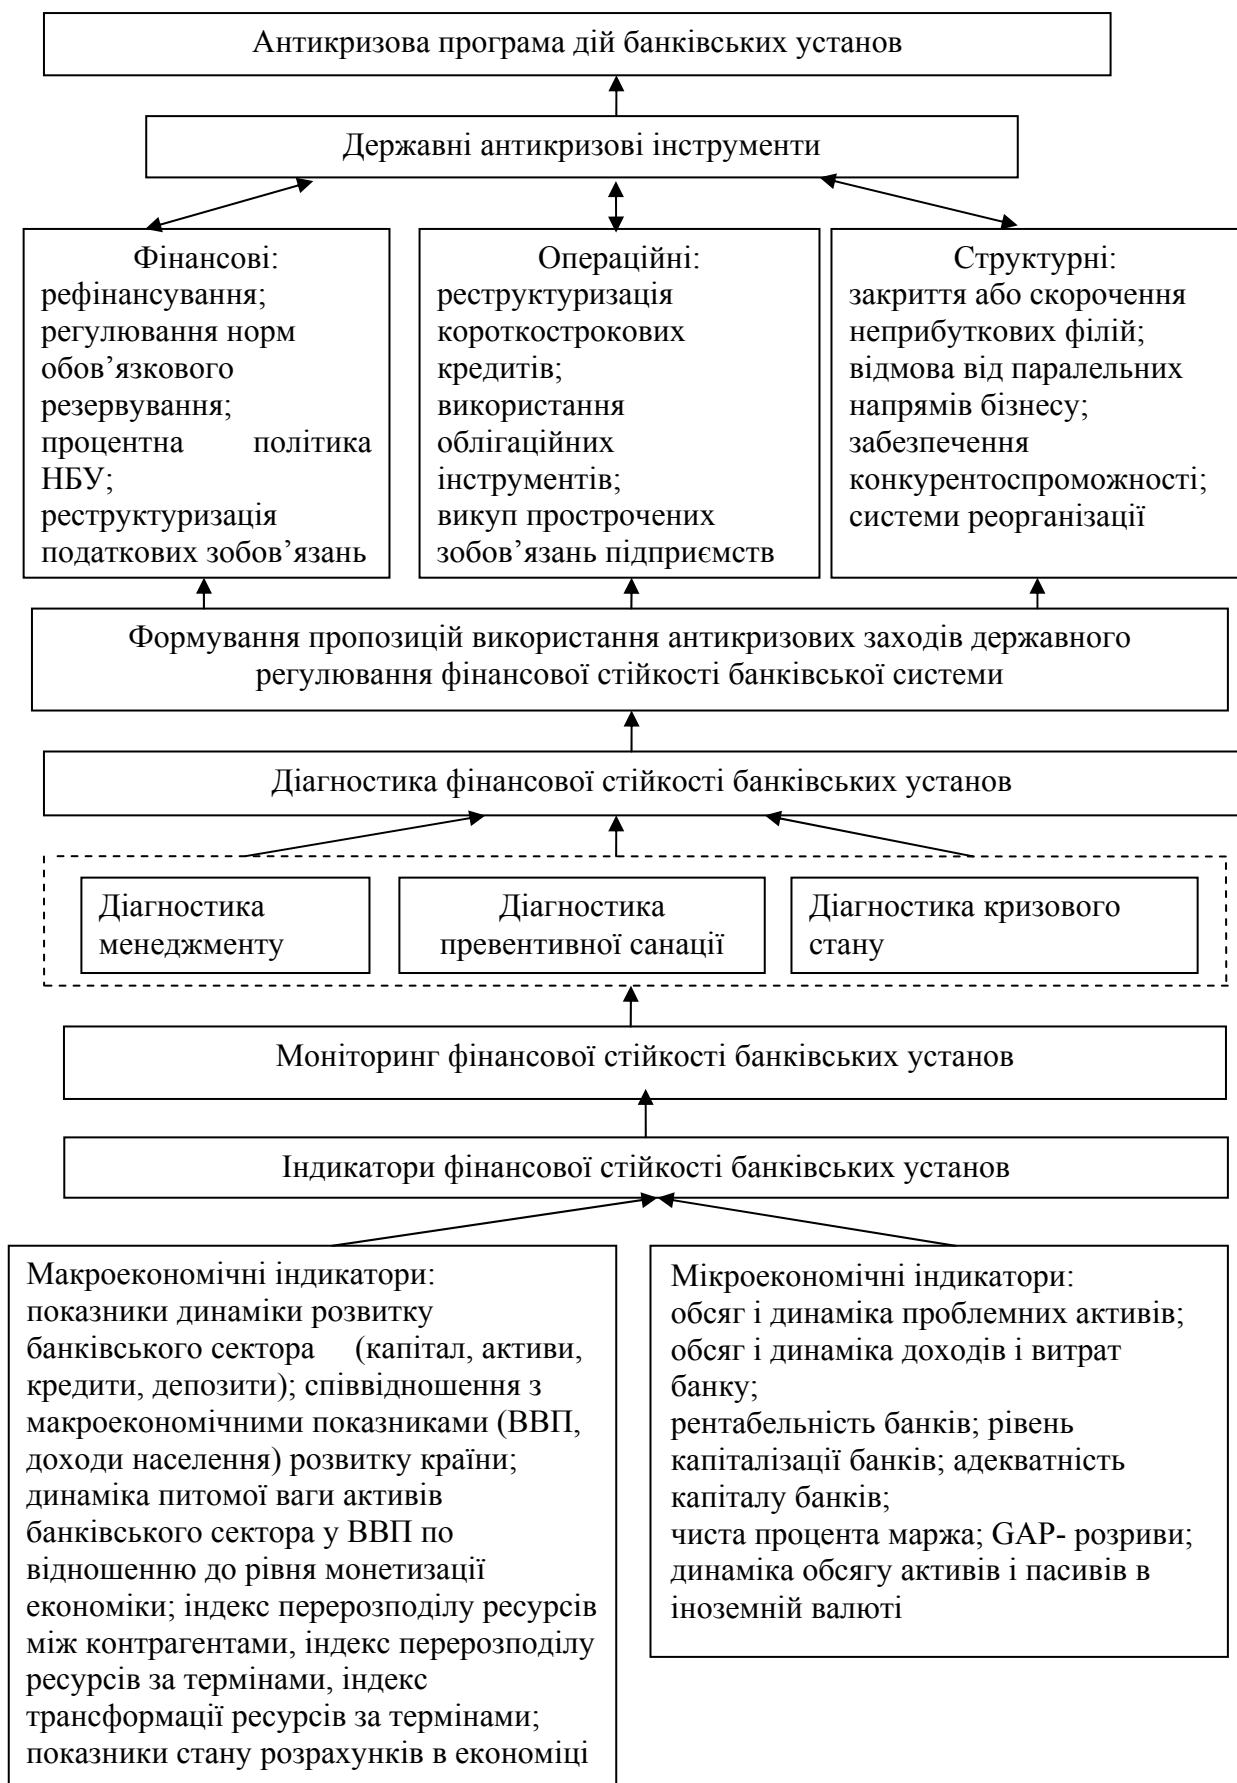 Антикризова програма дій банківських установ
Державні антикризові інструменти
Фінансові:
рефінансування;
регулювання норм
обов’язкового
резервування;
процентна політика
НБУ;
реструктуризація
податкових зобов’язань
Операційні:
реструктуризація
короткострокових
кредитів;
використання
облігаційних
інструментів;
викуп прострочених
зобов’язань підприємств
Структурні:
закриття або скорочення
неприбуткових філій;
відмова від паралельних
напрямів бізнесу;
забезпечення
конкурентоспроможності;
системи реорганізації
Формування пропозицій використання антикризових заходів державного
регулювання фінансової стійкості банківської системи
Діагностика фінансової стійкості банківських установ
Діагностика
менеджменту
Діагностика
превентивної санації
Діагностика кризового
стану
Моніторинг фінансової стійкості банківських установ
Індикатори фінансової стійкості банківських установ
Макроекономічні індикатори:
показники динаміки розвитку
банківського сектора (капітал, активи,
кредити, депозити); співвідношення з
макроекономічними показниками (ВВП,
доходи населення) розвитку країни;
динаміка питомої ваги активів
банківського сектора у ВВП по
відношенню до рівня монетизації
економіки; індекс перерозподілу ресурсів
між контрагентами, індекс перерозподілу
ресурсів за термінами, індекс
трансформації ресурсів за термінами;
показники стану розрахунків в економіці
Мікроекономічні індикатори:
обсяг і динаміка проблемних активів;
обсяг і динаміка доходів і витрат
банку;
рентабельність банків; рівень
капіталізації банків; адекватність
капіталу банків;
чиста процента маржа; GAP- розриви;
динаміка обсягу активів і пасивів в
іноземній валюті